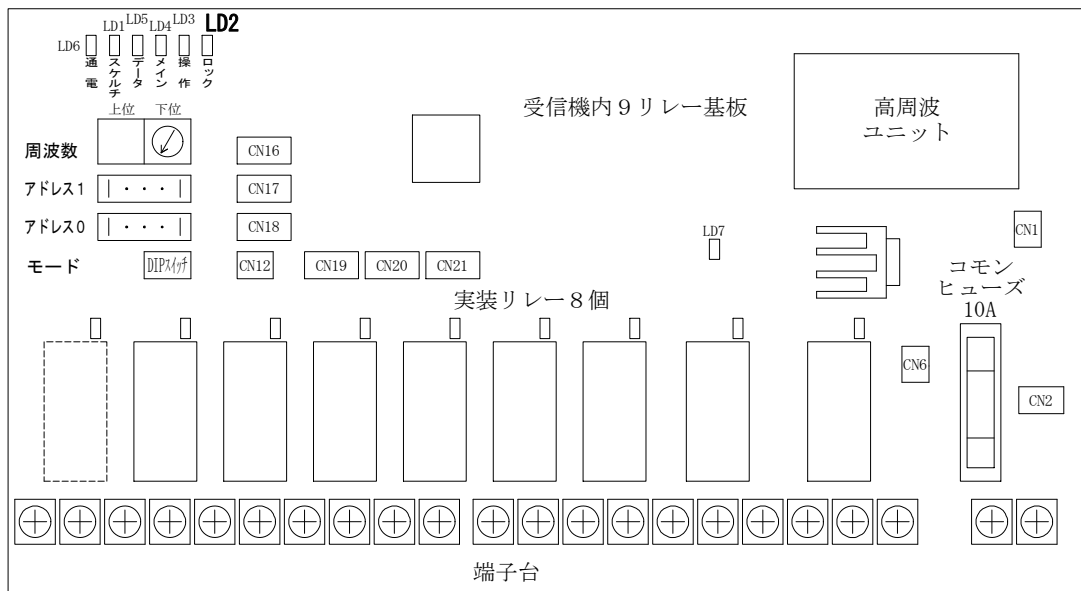 LD6 LD1 LD5 LD4 LD3 LD2
通電 スケルチ データ メイン 操作 ロック
上位 下位
周波数
アドレス1
アドレス0
モード
DIPスイッチ
CN16
CN17
CN18
CN12
CN19
CN20
CN21
受信機内9リレー基板
高周波
ユニット
LD7
CN1
実装リレー8個
コモン
ヒューズ
10A
CN6
CN2
端子台